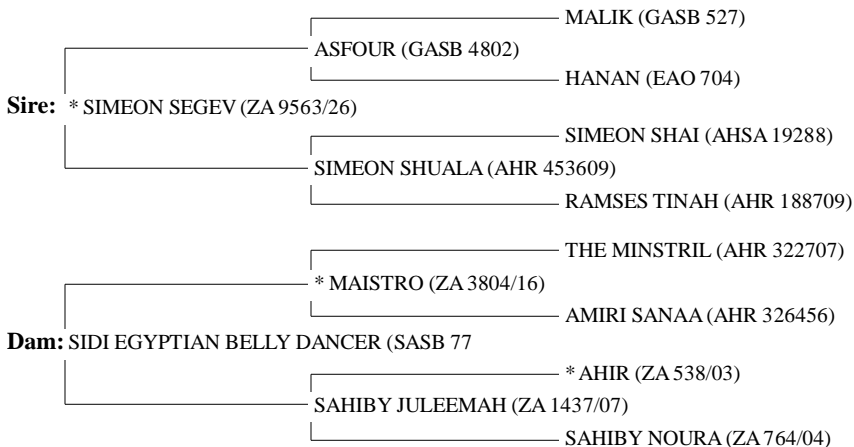 MALIK (GASB 527)
ASFOUR (GASB 4802)
HANAN (EAO 704)
Sire: * SIMEON SEGEV (ZA 9563/26)
SIMEON SHAI (AHSA 19288)
SIMEON SHUALA (AHR 453609)
RAMSES TINAH (AHR 188709)
THE MINSTRIL (AHR 322707)
* MAISTRO (ZA 3804/16)
AMIRI SANAA (AHR 326456)
Dam: SIDI EGYPTIAN BELLY DANCER (SASB 77
* AHIR (ZA 538/03)
SAHIBY JULEEMAH (ZA 1437/07)
SAHIBY NOURA (ZA 764/04)